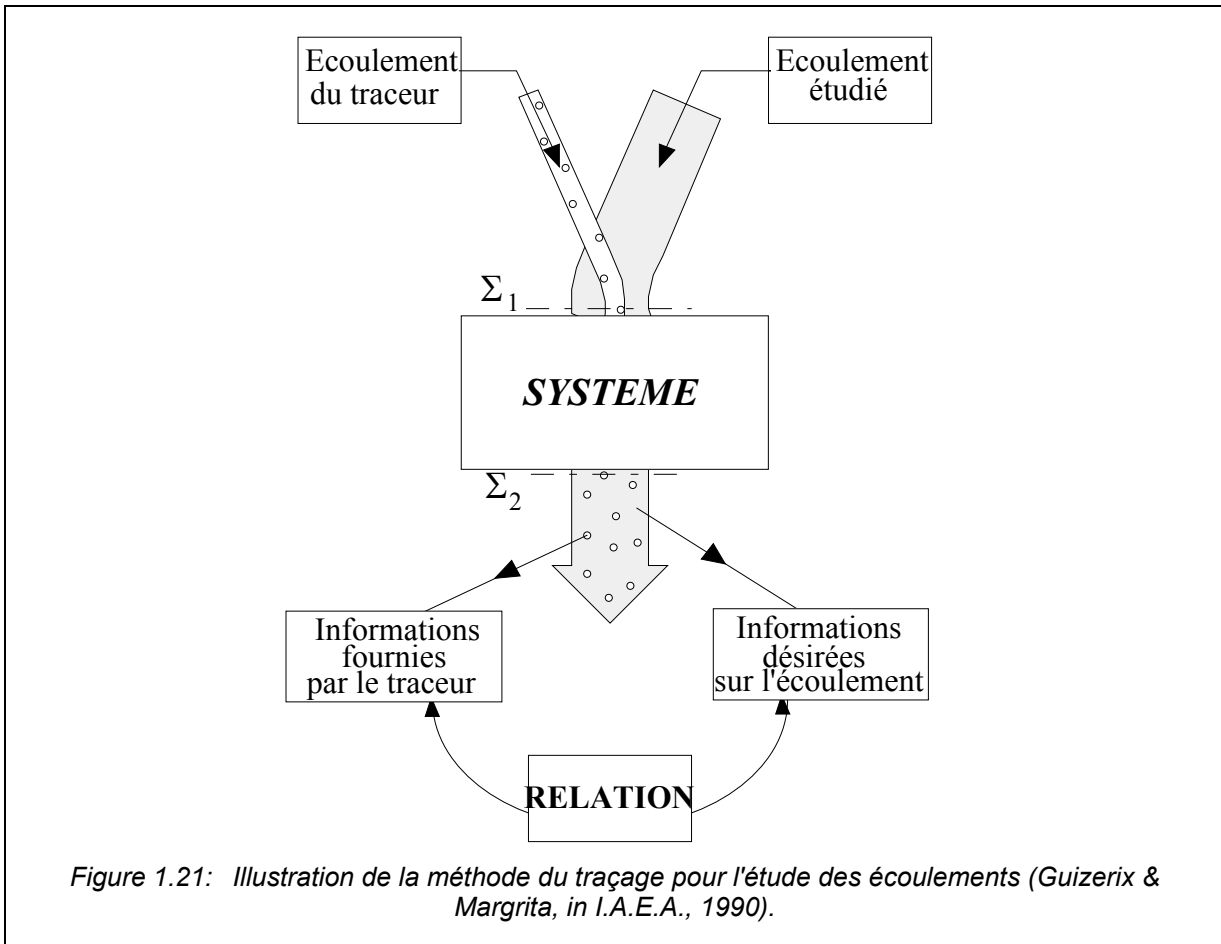 Ecoulement
du traceur
Ecoulement
étudié
Σ1
SYSTEME
Σ2
Informations
fournies
par le traceur
Informations
désirées
sur l'écoulement
RELATION
Figure 1.21: Illustration de la méthode du traçage pour l'étude des écoulements (Guizerix &
Margrita, in I.A.E.A., 1990).